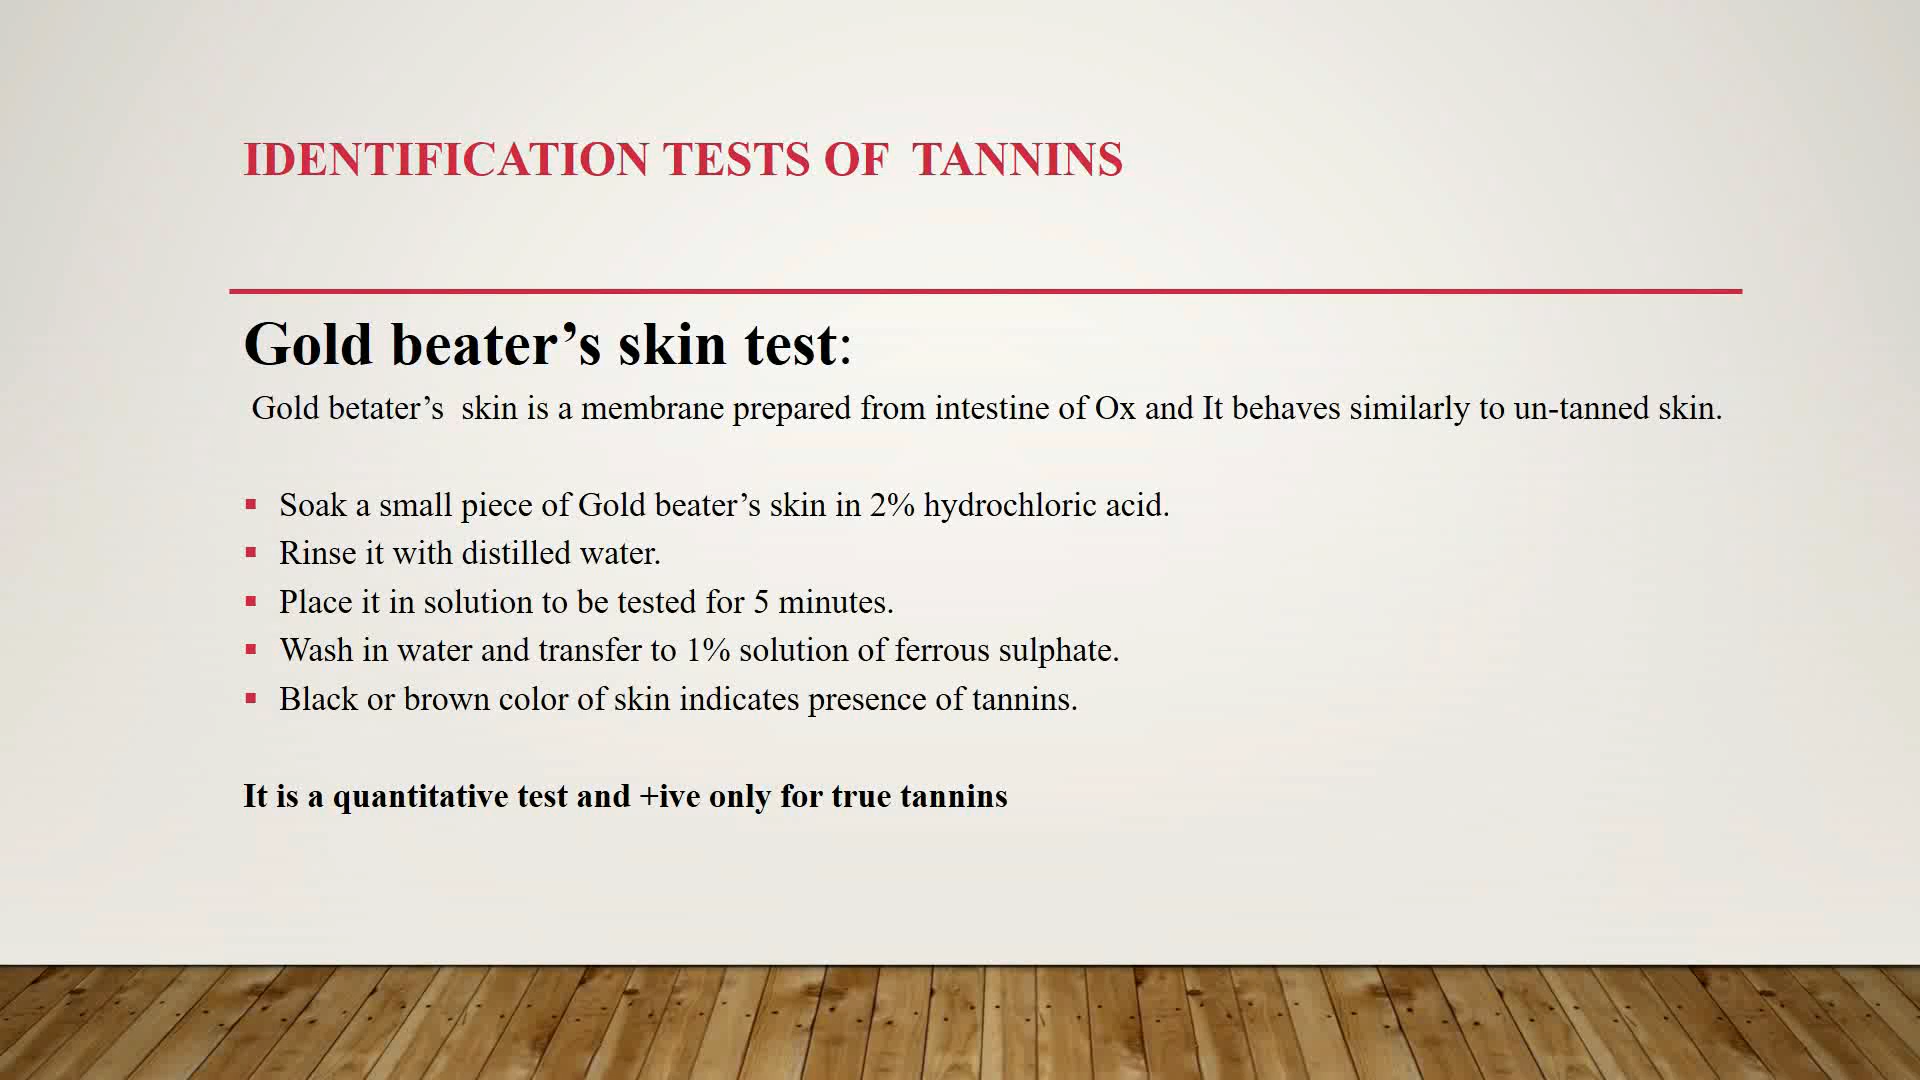 IDENTIFICATION TESTS OF  TANNINS
Gold beater’s skin test:
Gold betater’s  skin is a membrane prepared from intestine of Ox and It behaves similarly to un-tanned skin.
▪ Soak a small piece of Gold beater’s skin in 2% hydrochloric acid.
▪ Rinse it with distilled water.
▪ Place it in solution to be tested for 5 minutes.
▪ Wash in water and transfer to 1% solution of ferrous sulphate.
▪ Black or brown color of skin indicates presence of tannins.
It is a quantitative test and +ive only for true tannins